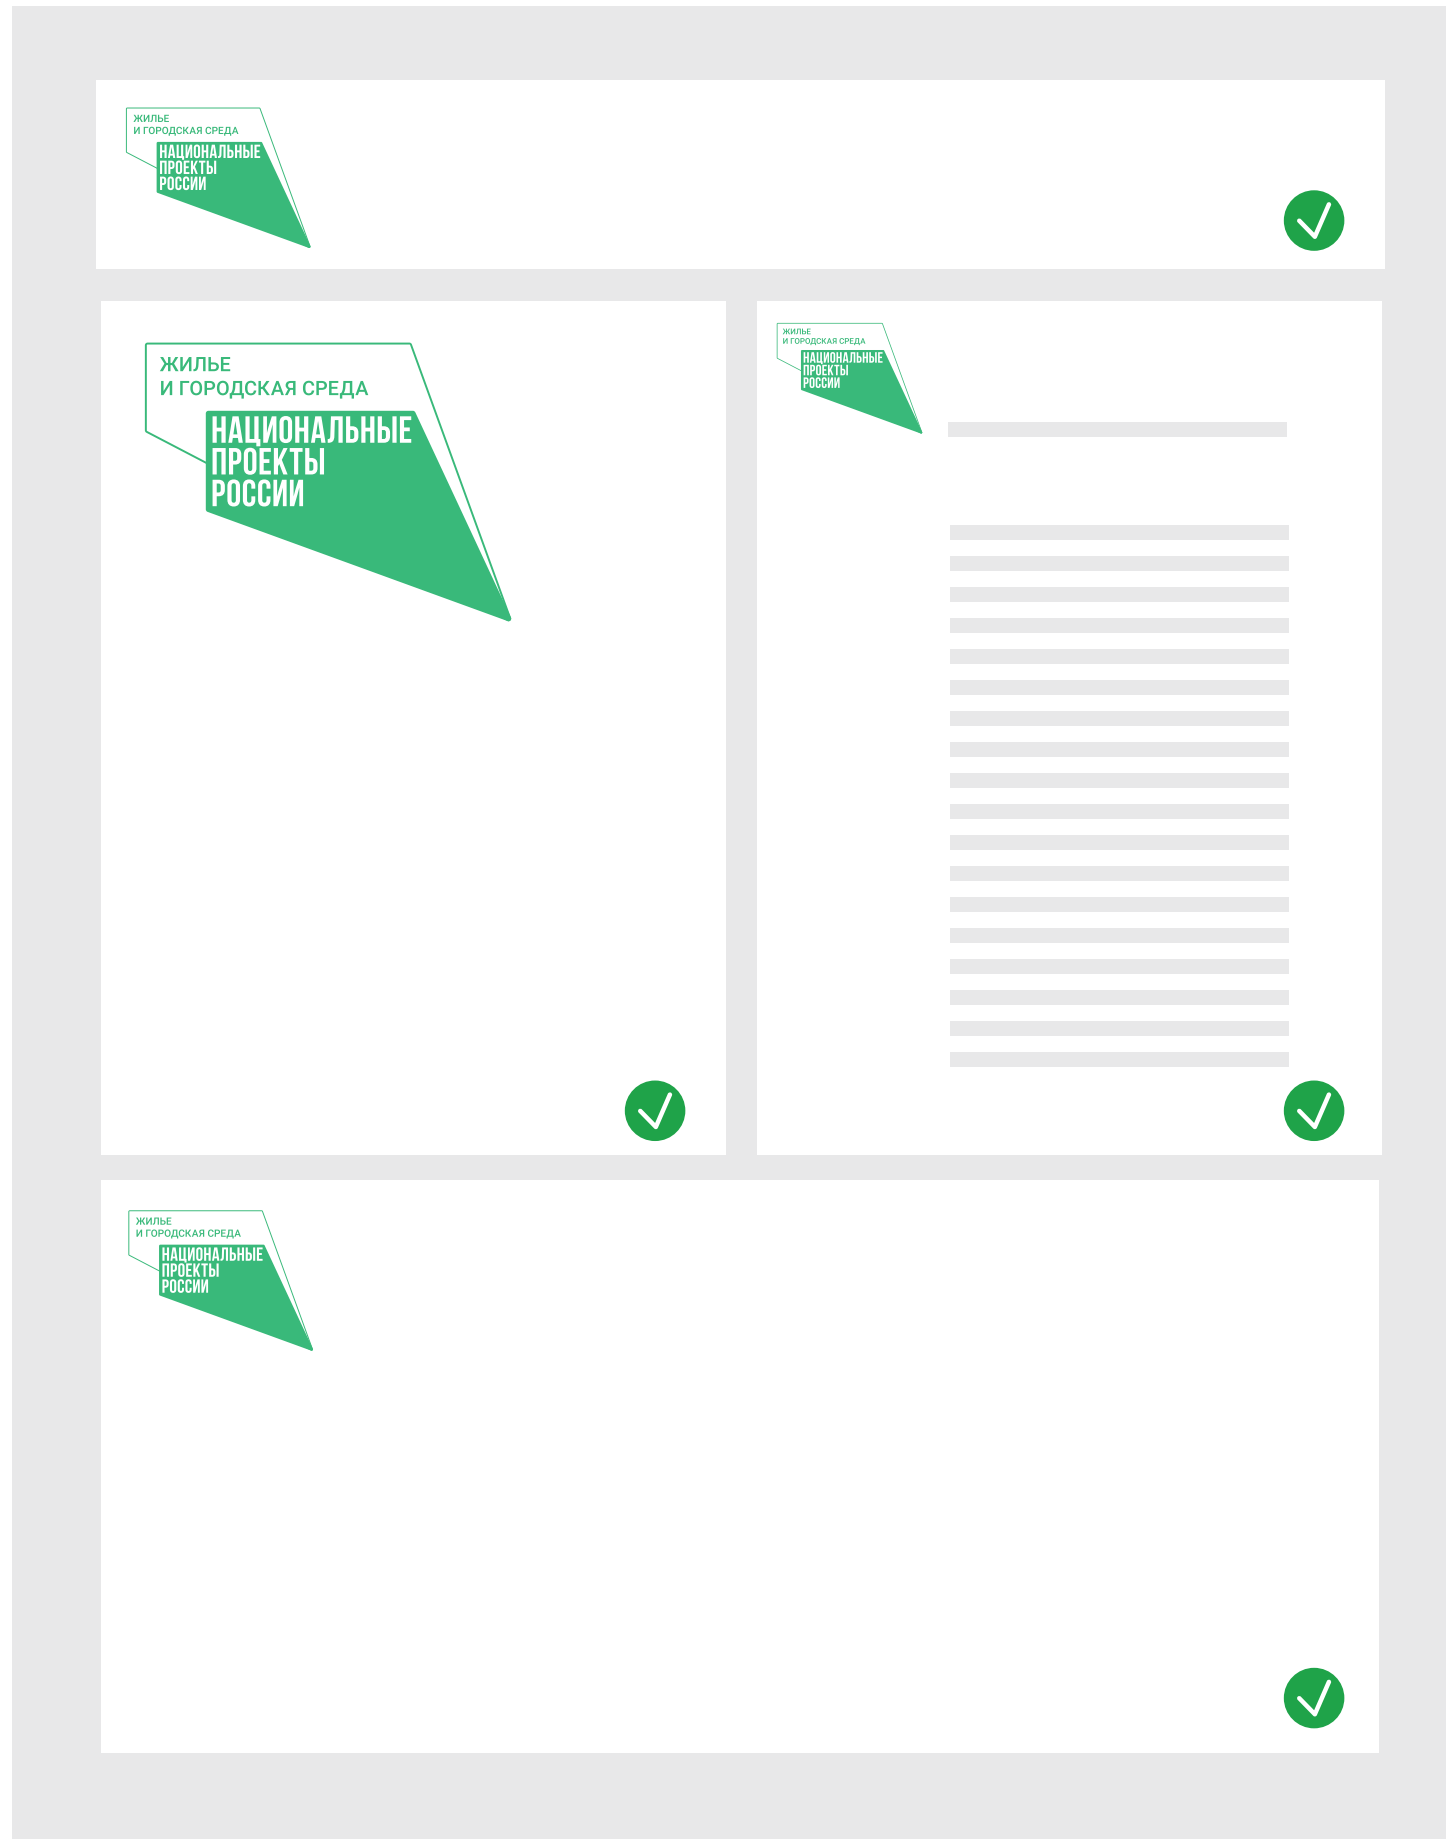 ЖИЛЬЕ
И ГОРОДСКАЯ СРЕДА
НАЦИОНАЛЬНЫЕ
ПРОЕКТЫ
РОССИИ
ЖИЛЬЕ
И ГОРОДСКАЯ СРЕДА
НАЦИОНАЛЬНЫЕ
ПРОЕКТЫ
РОССИИ
ЖИЛЬЕ
И ГОРОДСКАЯ СРЕДА
НАЦИОНАЛЬНЫЕ
ПРОЕКТЫ
РОССИИ
ЖИЛЬЕ
И ГОРОДСКАЯ СРЕДА
НАЦИОНАЛЬНЫЕ
ПРОЕКТЫ
РОССИИ